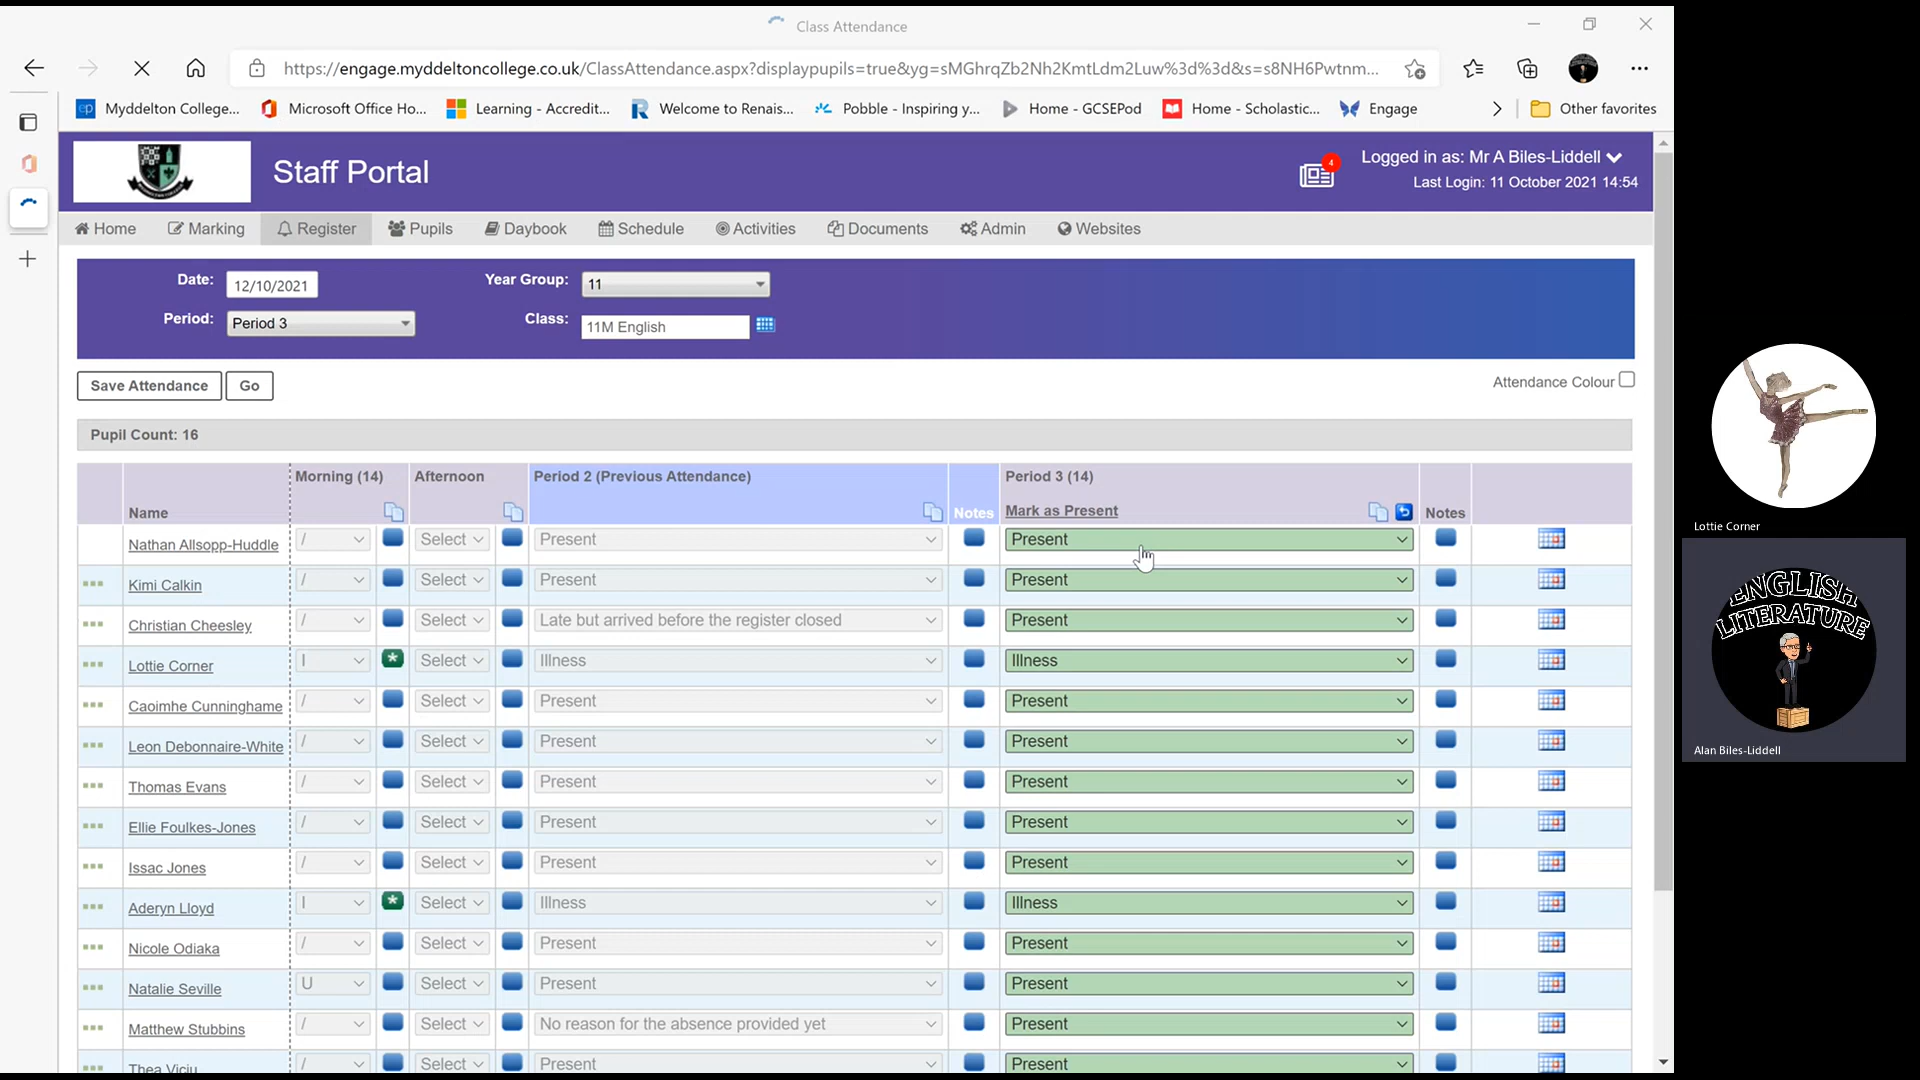 Class Attendance
https://engage.myddeltoncollege.co.uk/ClassAttendance.aspx?displaypupils=true&yg=sMGhrqZb2Nh2KmtLdm2Luw%3d%3d&s=s8NH6Pwtnm...
Myddelton College... Microsoft Office Ho... Learning - Accredit... Welcome to Renais... Pobble - Inspiring y... Home - GCSEPod Home - Scholastic... Engage Other favorites
Staff Portal
4
Logged in as: Mr A Biles-Liddell
Last Login: 11 October 2021 14:54
Home Marking Register Pupils Daybook Schedule Activities Documents Admin Websites
Date: 12/10/2021 Year Group: 11
Period: Period 3 Class: 11M English
Save Attendance Go Attendance Colour
Pupil Count: 16
Morning (14) Afternoon Period 2 (Previous Attendance) Period 3 (14)
Name Notes Mark as Present Notes
Nathan Allsopp-Huddle / Select Present Present
Kimi Calkin / Select Present Present
Christian Cheesley / Select Late but arrived before the register closed Present
Lottie Corner I * Select Illness Illness
Caoimhe Cunninghame / Select Present Present
Leon Debonnaire-White / Select Present Present
Thomas Evans / Select Present Present
Ellie Foulkes-Jones / Select Present Present
Issac Jones / Select Present Present
Aderyn Lloyd I * Select Illness Illness
Nicole Odiaka / Select Present Present
Natalie Seville U Select Present Present
Matthew Stubbins / Select No reason for the absence provided yet Present
Thea Viciu / Select Present Present
Lottie Corner
ENGLISH
LITERATURE
Alan Biles-Liddell